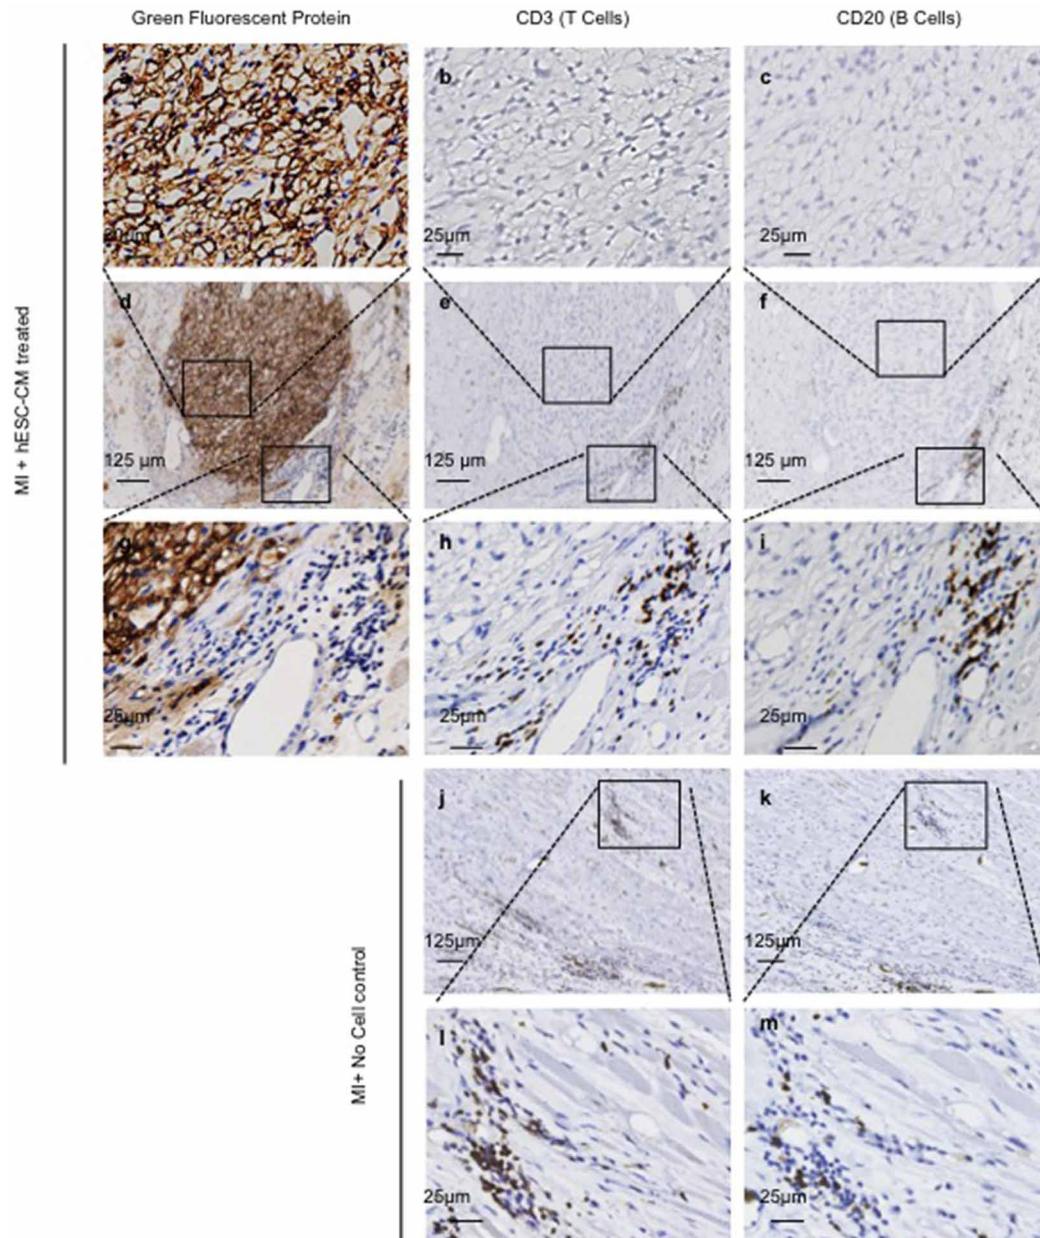 Green Fluorescent Protein
CD3 (T Cells)
CD20 (B Cells)
MI + hESC-CM treated
a
b
c
20µm
25µm
25µm
d
e
f
125 µm
125 µm
125 µm
g
h
i
25µm
25µm
25µm
MI+ No Cell control
j
k
125µm
125µm
l
m
25µm
25µm